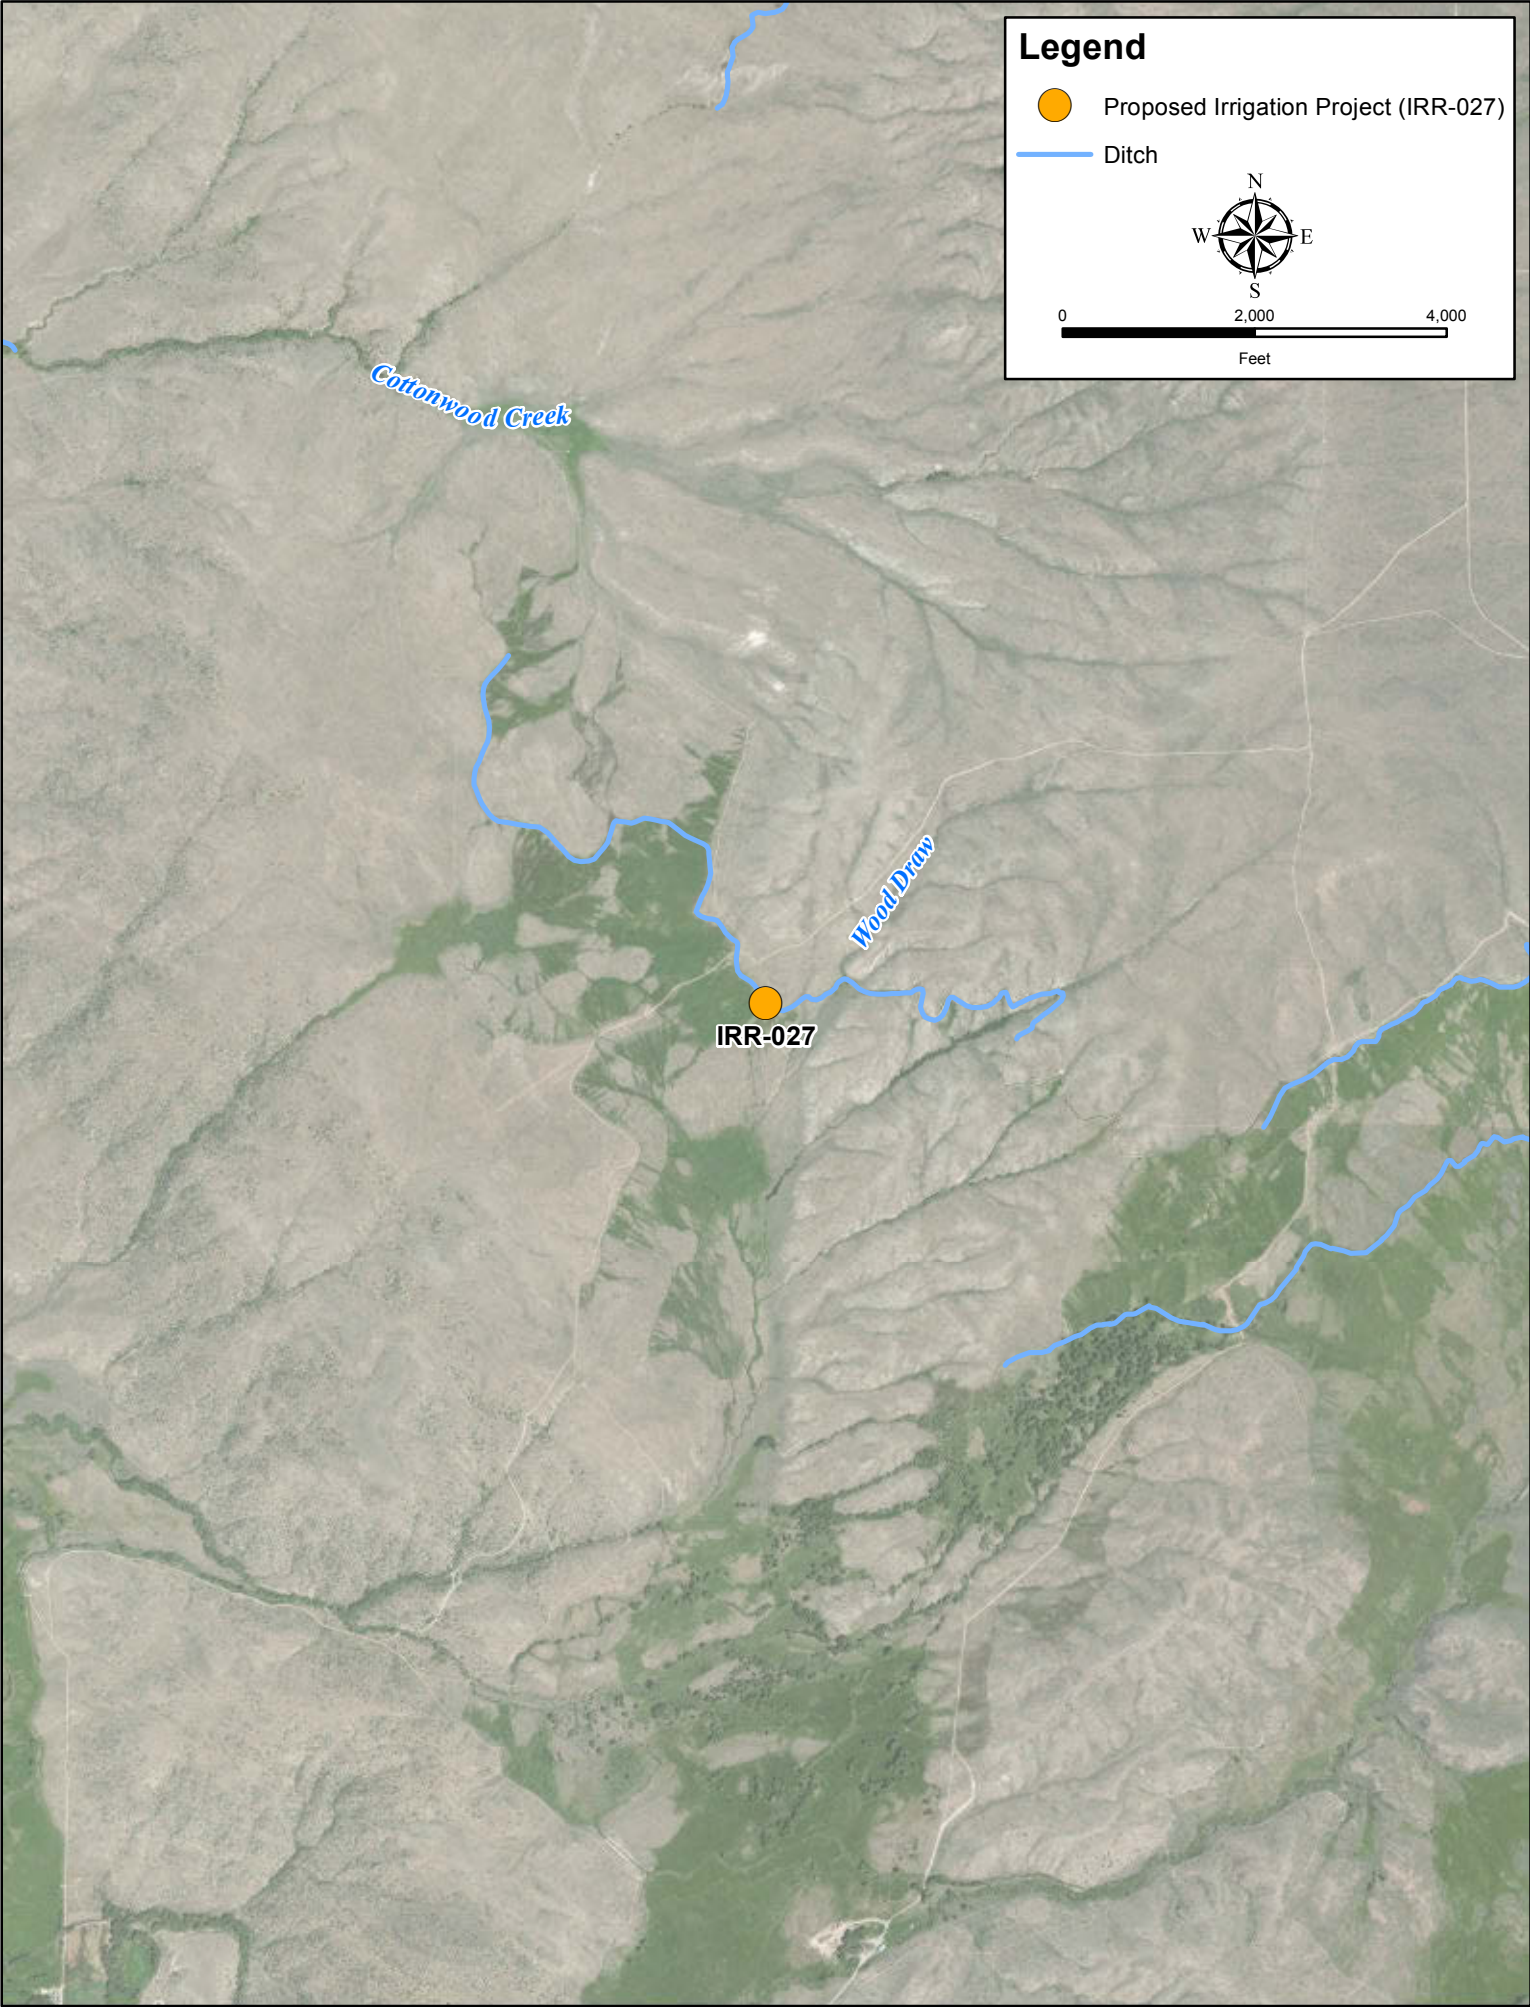 Legend
Proposed Irrigation Project (IRR-027)
Ditch
N
W E
S
0 2,000 4,000
Feet
Cottonwood Creek
Wood Draw
IRR-027